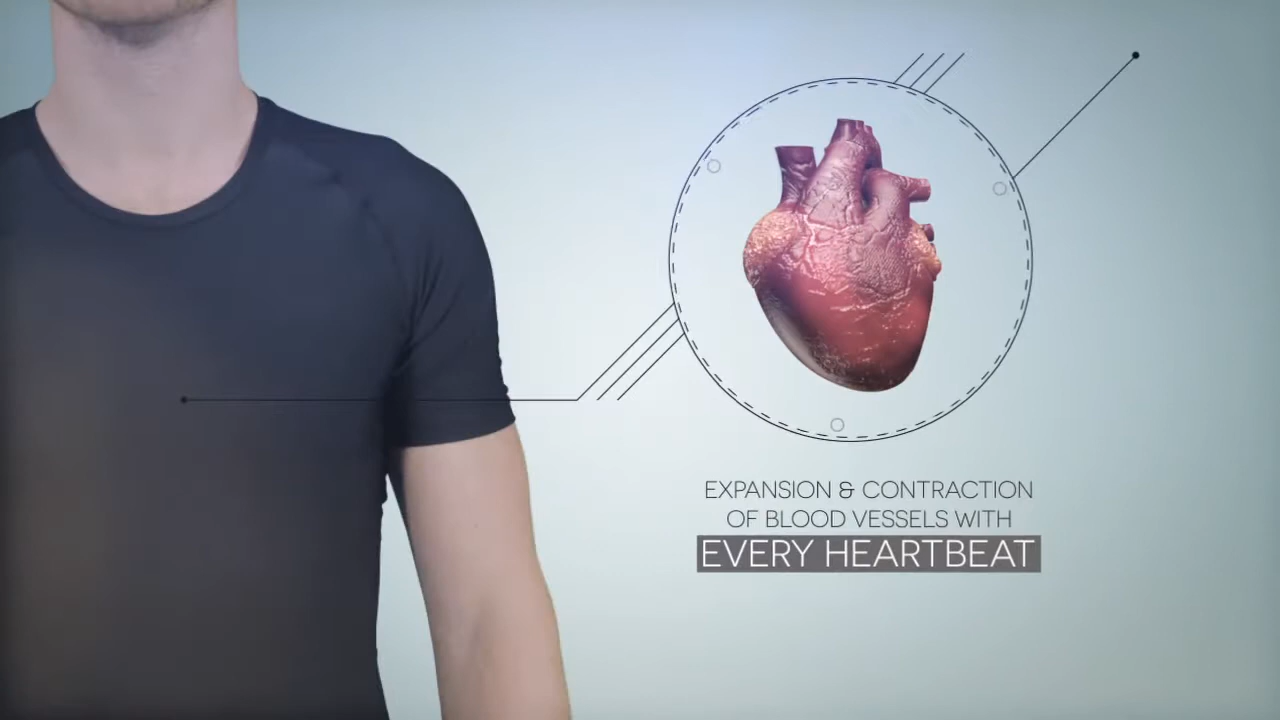 EXPANSION & CONTRACTION
OF BLOOD VESSELS WITH
EVERY HEARTBEAT